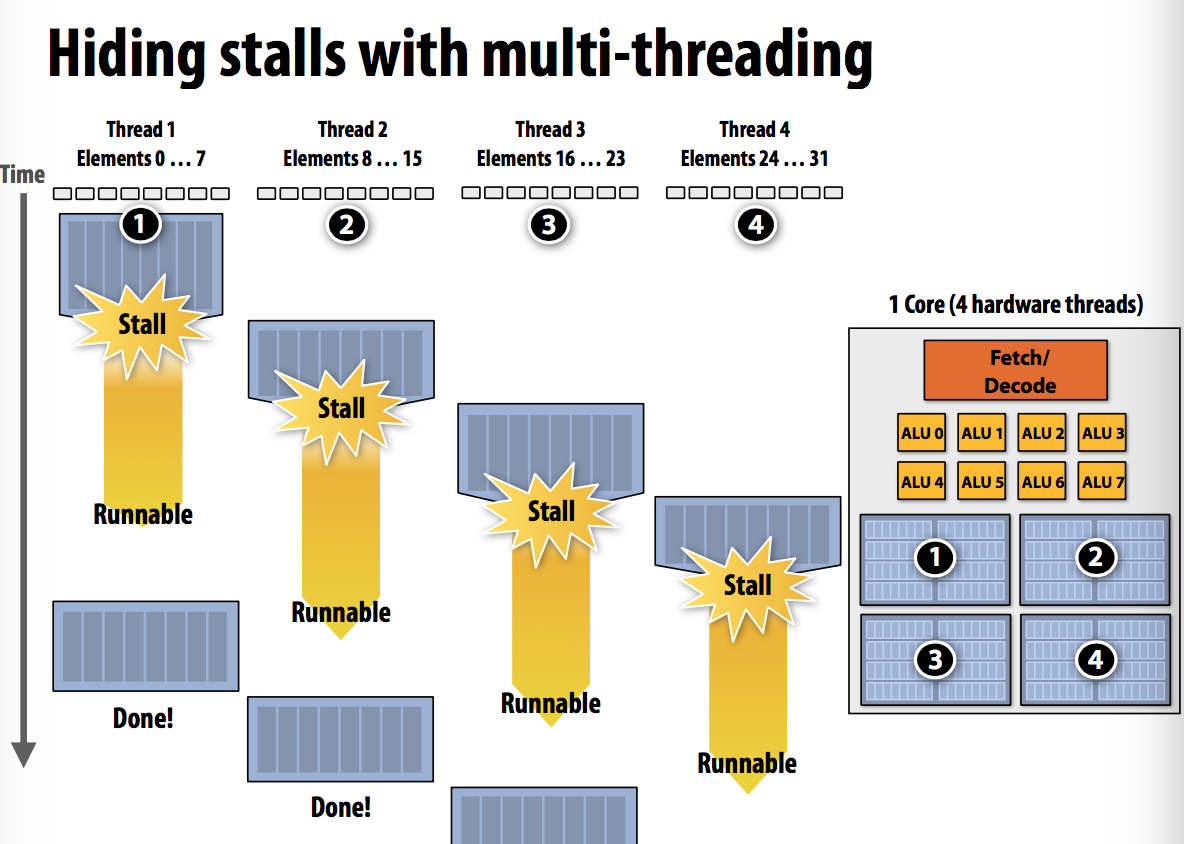 Hiding stalls with multi-threading
Time
Thread 1
Elements 0 … 7
Thread 2
Elements 8 … 15
Thread 3
Elements 16 … 23
Thread 4
Elements 24 … 31
1
2
3
4
Stall
Stall
Stall
Stall
Runnable
Runnable
Runnable
Runnable
Done!
Done!
1 Core (4 hardware threads)
Fetch/
Decode
ALU 0 ALU 1 ALU 2 ALU 3
ALU 4 ALU 5 ALU 6 ALU 7
1
2
3
4